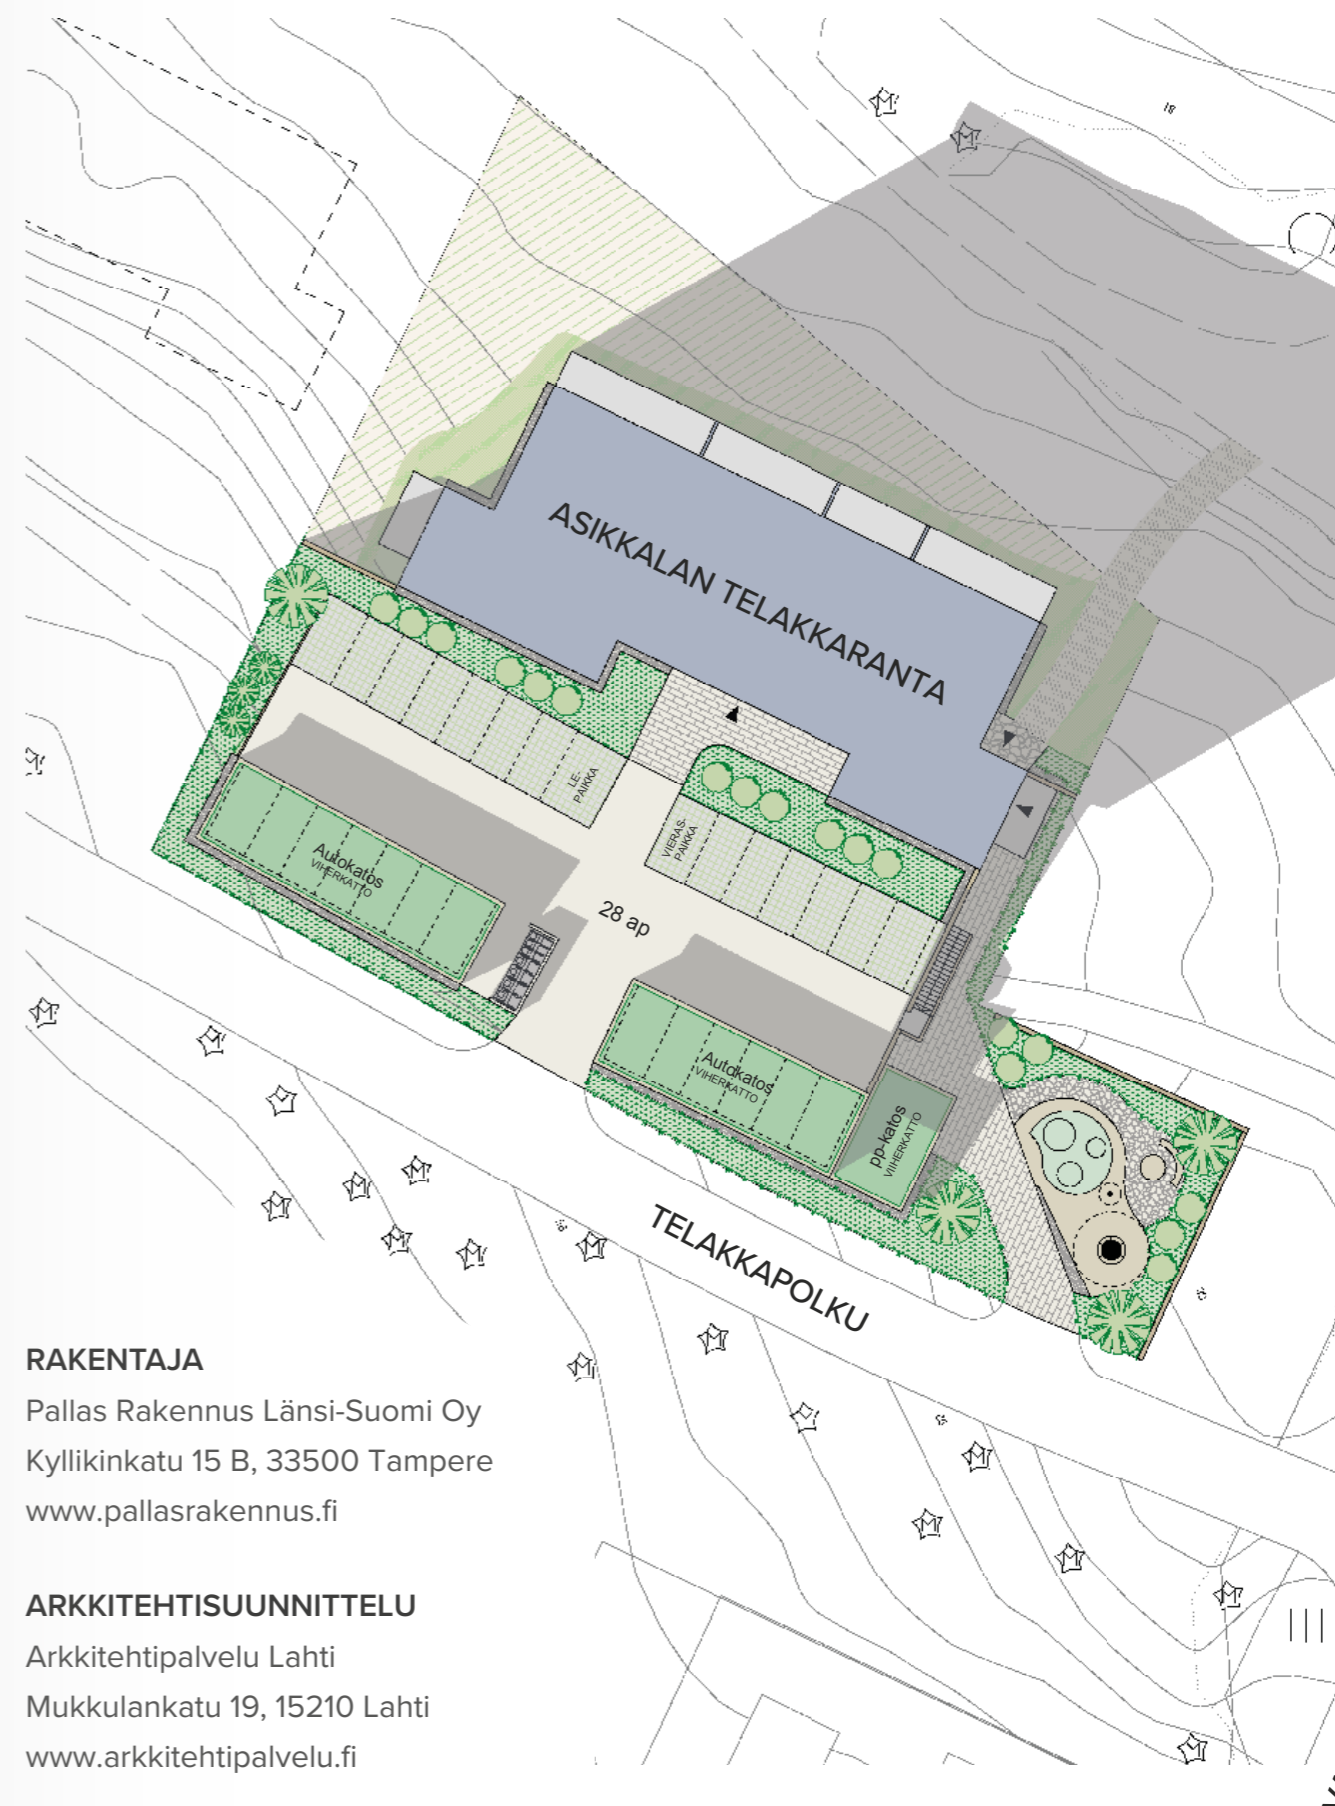 ASIKKALAN TELAKKARANTA
LE-
PAIKKA
VIERAS-
PAIKKA
Autokatos
VIHERKATTO
28 ap
Autokatos
VIHERKATTO
pp-katos
VIIHERKATTO
TELAKKAPOLKU
RAKENTAJA
Pallas Rakennus Länsi-Suomi Oy
Kyllikinkatu 15 B, 33500 Tampere
www.pallasrakennus.fi
ARKKITEHTISUUNNITTELU
Arkkitehtipalvelu Lahti
Mukkulankatu 19, 15210 Lahti
www.arkkitehtipalvelu.fi